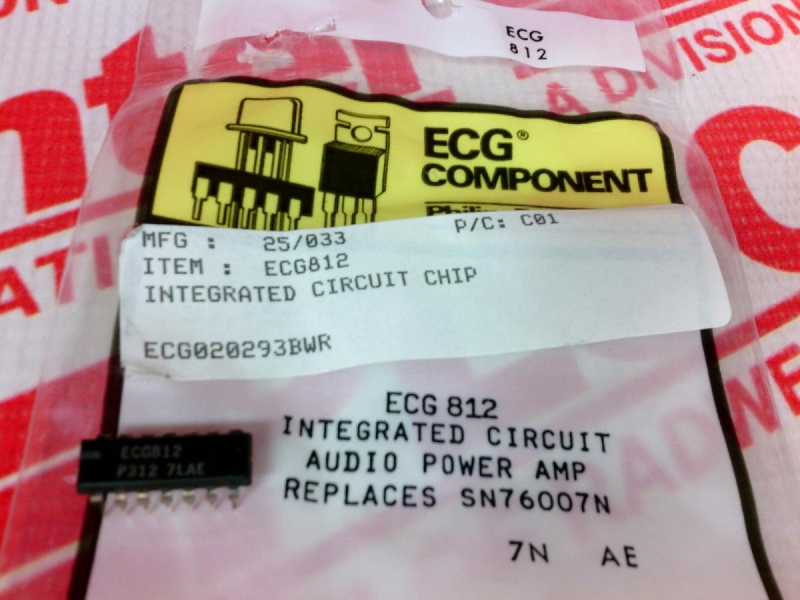 ECG
812
A DIVISION
ECG®
COMPONENT
P/C: C01
MFG : 25/033
ITEM : ECG812
INTEGRATED CIRCUIT CHIP
ECG020293BWR
ECG 812
INTEGRATED CIRCUIT
AUDIO POWER AMP
REPLACES SN76007N
7N AE
ECG812
P312 7LAE